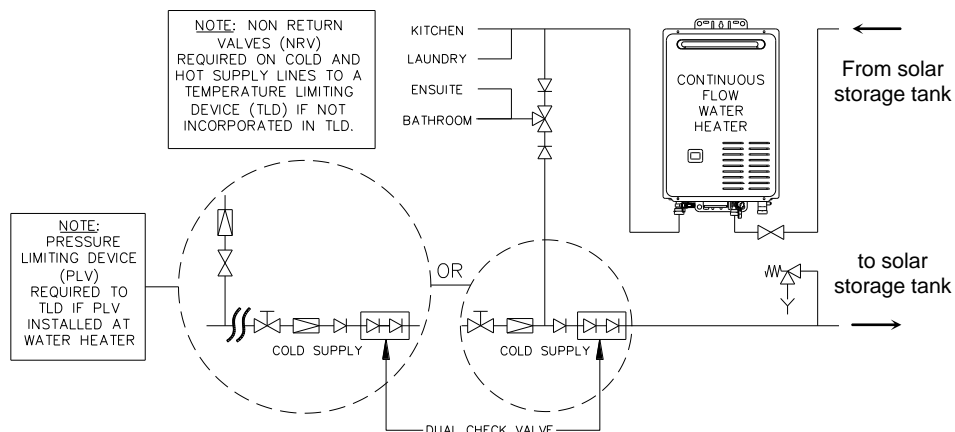 NOTE: NON RETURN
VALVES (NRV)
REQUIRED ON COLD AND
HOT SUPPLY LINES TO A
TEMPERATURE LIMITING
DEVICE (TLD) IF NOT
INCORPORATED IN TLD.
KITCHEN
LAUNDRY
ENSUITE
BATHROOM
CONTINUOUS
FLOW
WATER
HEATER
From solar
storage tank
NOTE:
PRESSURE
LIMITING DEVICE
(PLV)
REQUIRED TO
TLD IF PLV
INSTALLED AT
WATER HEATER
OR
to solar
storage tank
COLD SUPPLY
COLD SUPPLY
DUAL CHECK VALVE